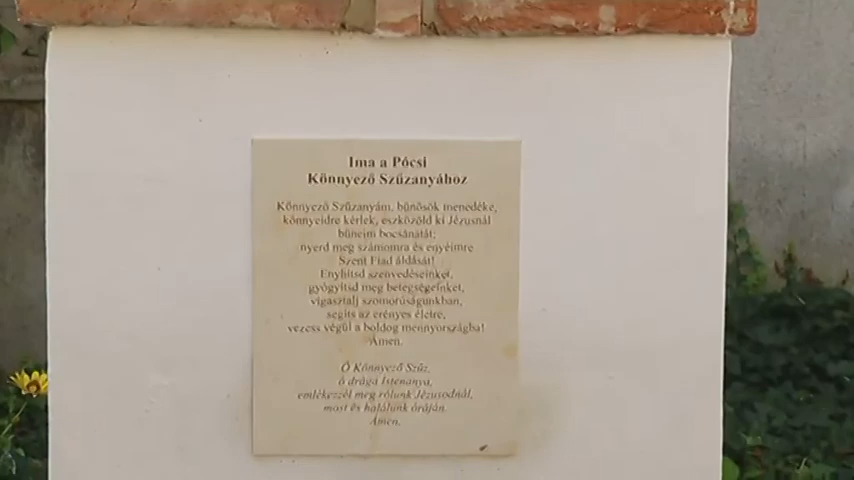 Ima a Pócsi
Könnyező Szűzanyához
Könnyező Szűzanyám, bűnösök menedéke,
könnyeidre kérlek, eszközöld ki Jézusnál
bűneim bocsánatát;
nyerd meg számomra és enyéimre
Szent Fiad áldását!
Enyhítsd szenvedéseinket,
gyógyítsd meg betegségeinket,
vigasztalj szomorúságunkban,
segíts az erényes életre,
vezess végül a boldog mennyországba!
Ámen.
Ó Könnyező Szűz,
ó drága Istenanya,
emlékezzél meg rólunk Jézusodnál,
most és halálunk óráján.
Ámen.